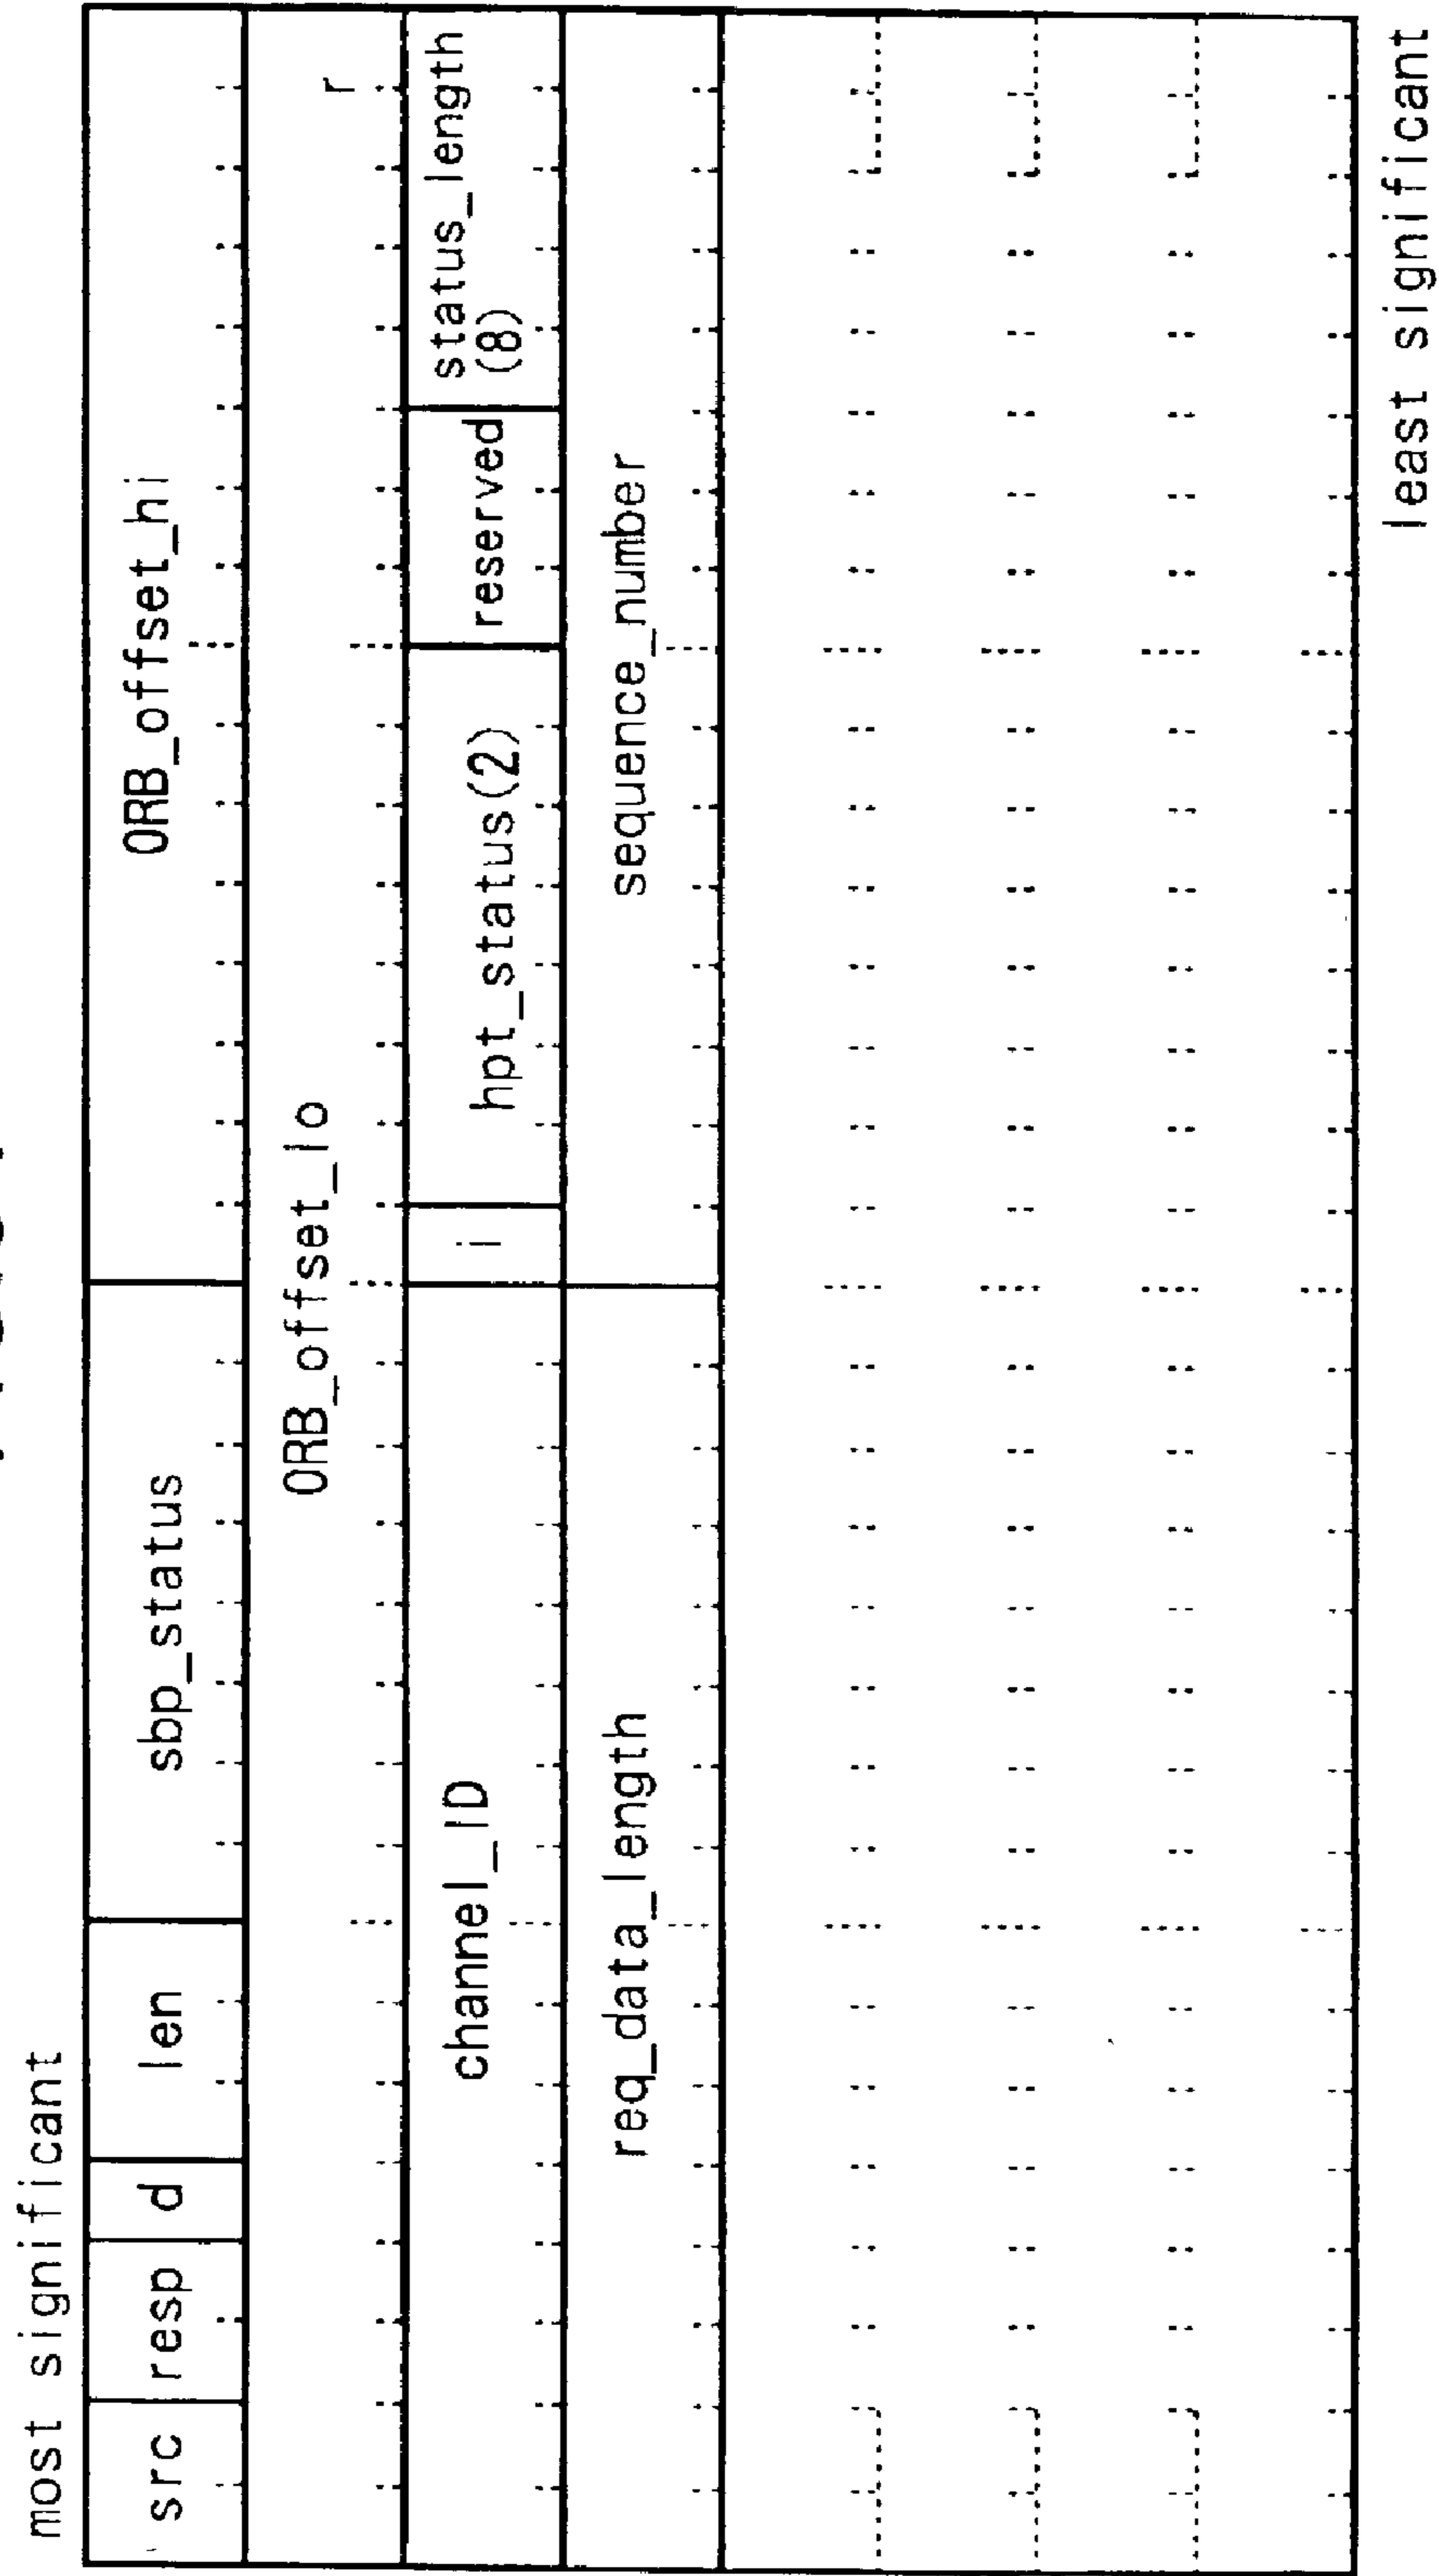 most significant
src resp d len sbp_status ORB_offset_hi
ORB_offset_lo r
channel_ID i hpt_status(2) reserved status_length
(8)
req_data_length sequence_number
least significant